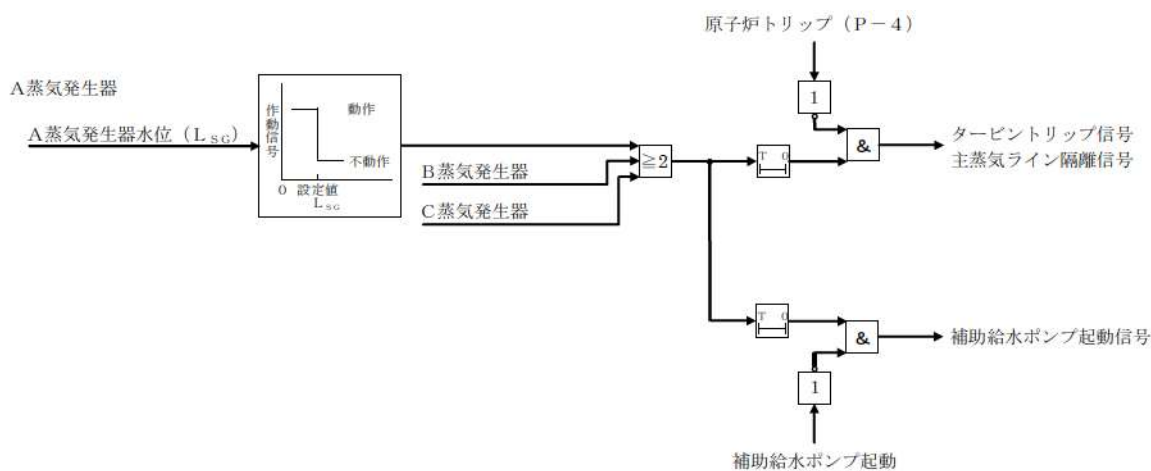 原子炉トリップ（P－4）
A蒸気発生器
1
作動信号
動作
A蒸気発生器水位（LSG）
タービントリップ信号
&
不動作
主蒸気ライン隔離信号
≧2
T 0
B蒸気発生器
0 設定値
LSG
C蒸気発生器
T 0
&
補助給水ポンプ起動信号
1
補助給水ポンプ起動